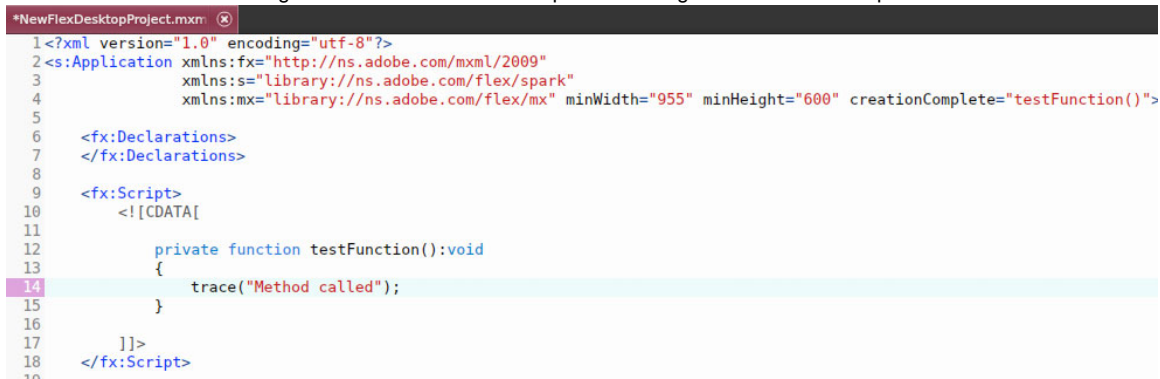 *NewFlexDesktopProject.mxm
1 <?xml version="1.0" encoding="utf-8"?>
2 <s:Application xmlns:fx="http://ns.adobe.com/mxml/2009"
3                xmlns:s="library://ns.adobe.com/flex/spark"
4                xmlns:mx="library://ns.adobe.com/flex/mx" minWidth="955" minHeight="600" creationComplete="testFunction()">
5
6     <fx:Declarations>
7     </fx:Declarations>
8
9     <fx:Script>
10         <![CDATA[
11
12             private function testFunction():void
13             {
14                 trace("Method called");
15             }
16
17         ]]>
18     </fx:Script>